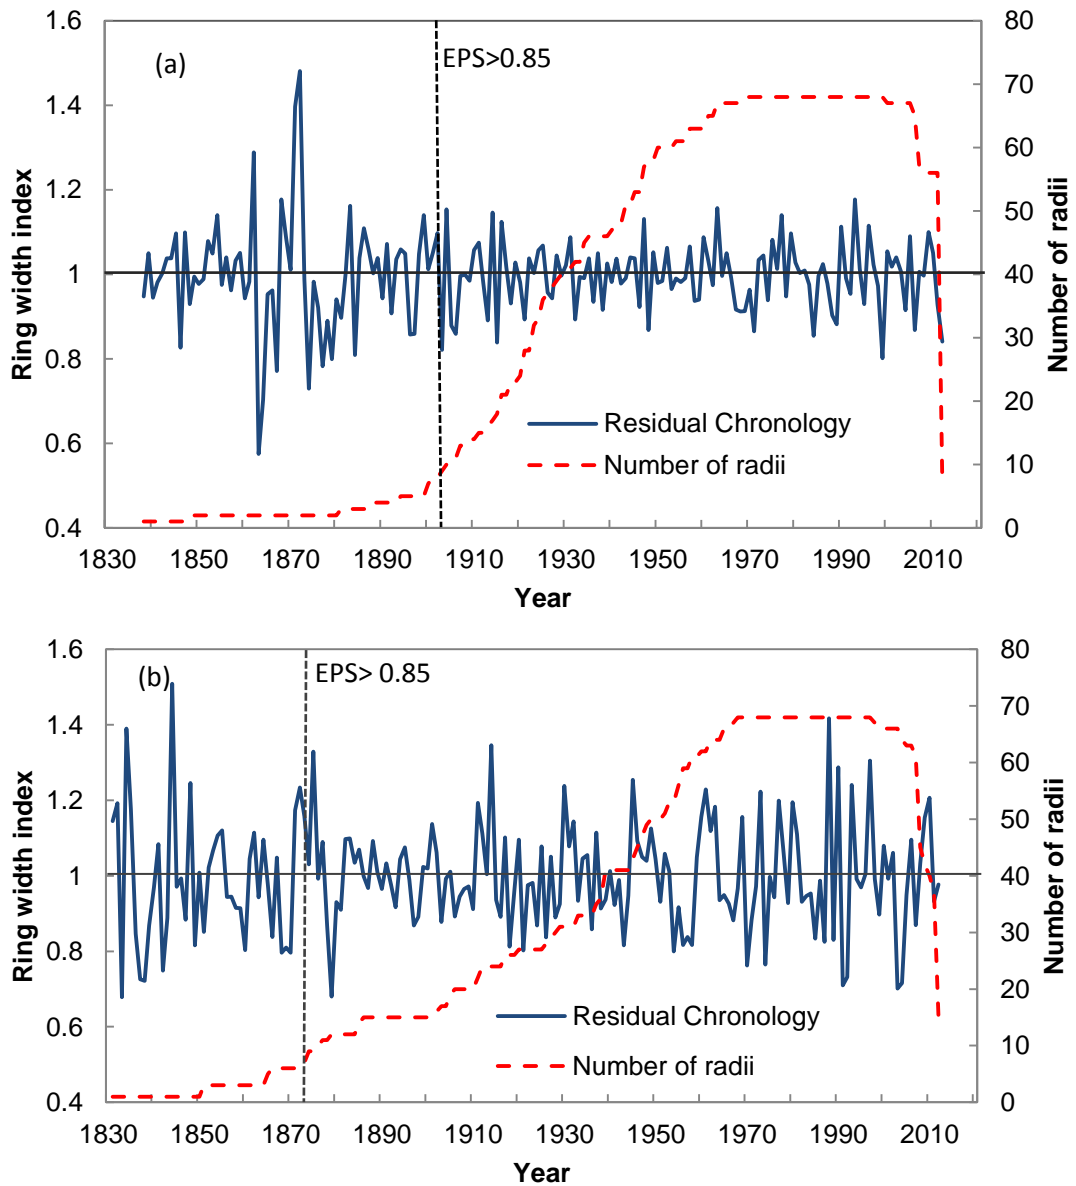 1.6
1.4
1.2
1
0.8
0.6
0.4
Ring width index
(a)
EPS>0.85
80
70
60
50
40
30
20
10
0
Number of radii
Residual Chronology
Number of radii
1830 1850 1870 1890 1910 1930 1950 1970 1990 2010
Year
1.6
1.4
1.2
1
0.8
0.6
0.4
Ring width index
(b)
EPS> 0.85
80
70
60
50
40
30
20
10
0
Number of radii
Residual Chronology
Number of radii
1830 1850 1870 1890 1910 1930 1950 1970 1990 2010
Year